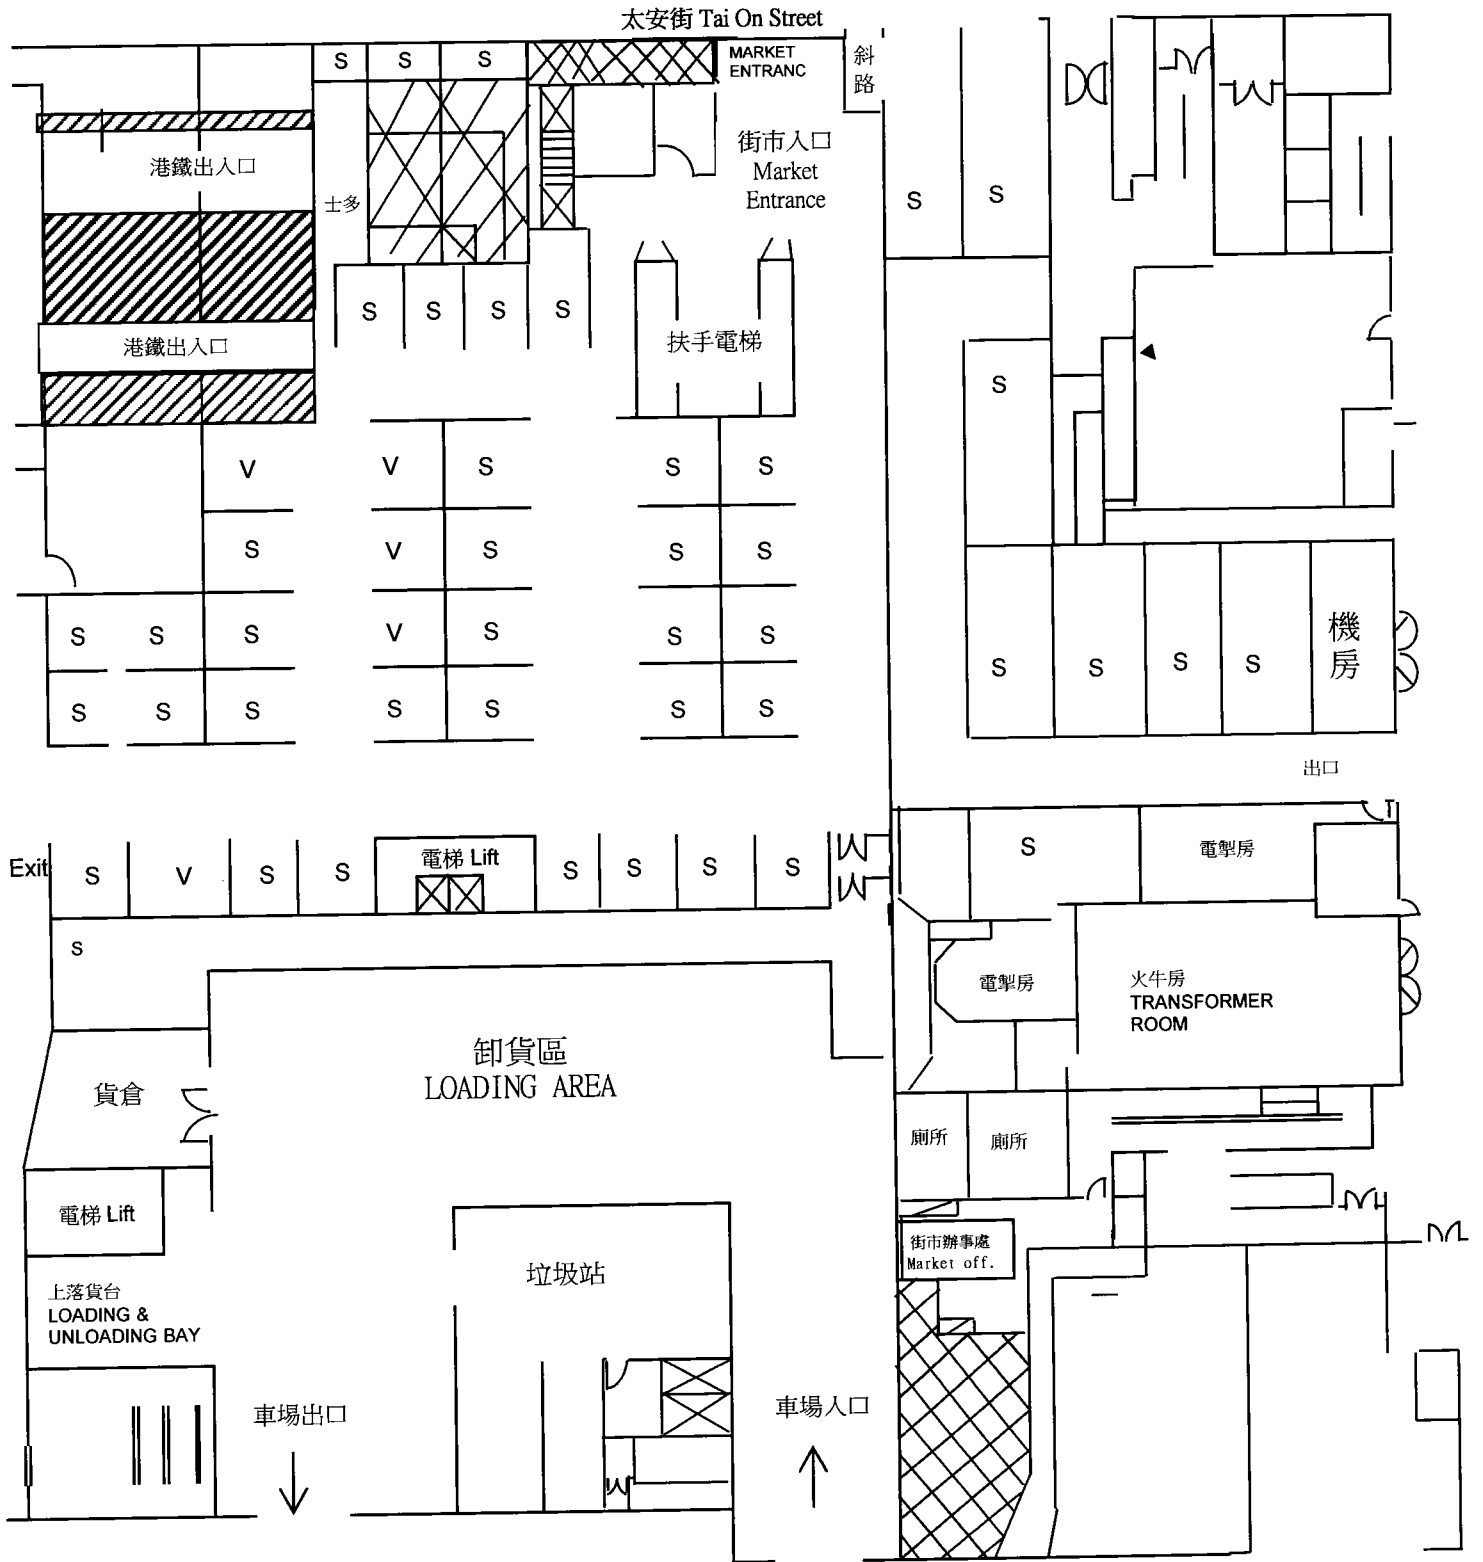 太安街 Tai On Street
S S S
MARKET
ENTRANC
斜
路
港鐵出入口
士多
街市入口
Market
Entrance
S S
S S S S
扶手電梯
港鐵出入口
S
V V S S S
S V S S S
S S S V S S S
S S S S S S S
S S S S
機
房
出口
Exit
S V S S
電梯 Lift
S S S S
S
電掣房
S
電掣房
火牛房
TRANSFORMER
ROOM
卸貨區
LOADING AREA
貨倉
廁所
廁所
電梯 Lift
街市辦事處
Market off.
垃圾站
上落貨台
LOADING &
UNLOADING BAY
車場出口
車場入口